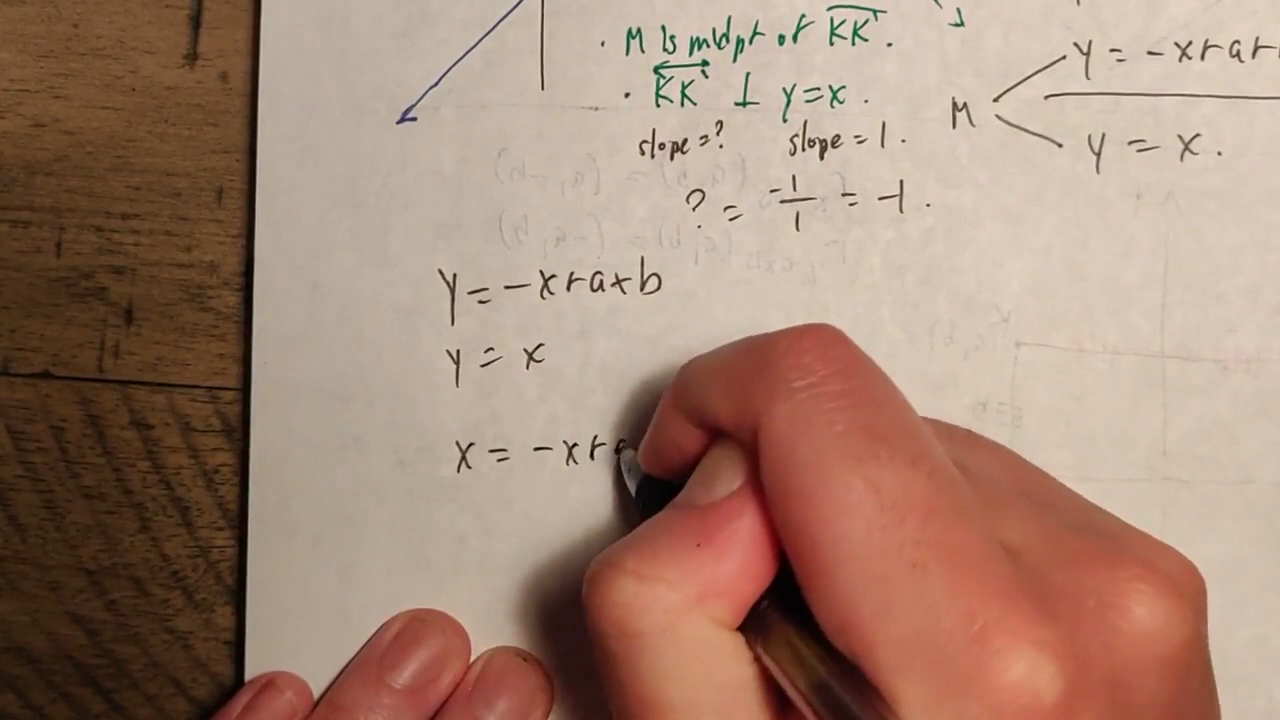 · M is midpt of KK'.
· KK' ⊥ y=x.
slope=? slope=1.
? = -1/1 = -1.
M
y = -x+a+
y = x.
y=-x+a+b
y = x
x = -x+a